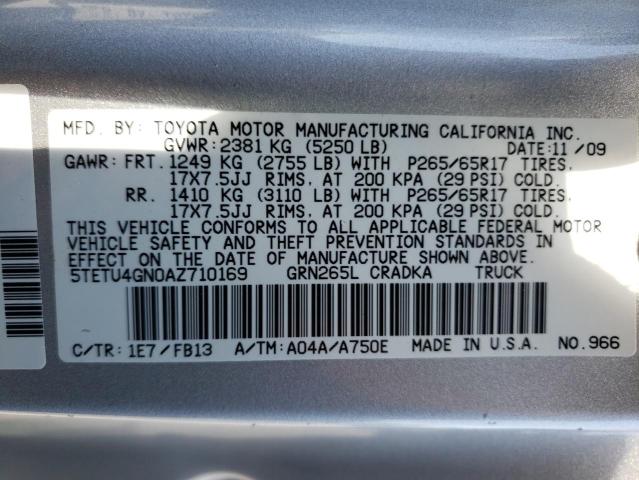 MFD. BY: TOYOTA MOTOR MANUFACTURING CALIFORNIA INC.
GVWR: 2381 KG (5250 LB) DATE: 11/09
GAWR: FRT. 1249 KG (2755 LB) WITH P265/65R17 TIRES,
17X7.5JJ RIMS, AT 200 KPA (29 PSI) COLD.
RR. 1410 KG (3110 LB) WITH P265/65R17 TIRES,
17X7.5JJ RIMS, AT 200 KPA (29 PSI) COLD.
THIS VEHICLE CONFORMS TO ALL APPLICABLE FEDERAL MOTOR
VEHICLE SAFETY AND THEFT PREVENTION STANDARDS IN
EFFECT ON THE DATE OF MANUFACTURE SHOWN ABOVE.
5TETU4GN0AZ710169 GRN265L CRADKA TRUCK
C/TR: 1E7/FB13 A/TM: A04A/A750E MADE IN U.S.A. NO.966